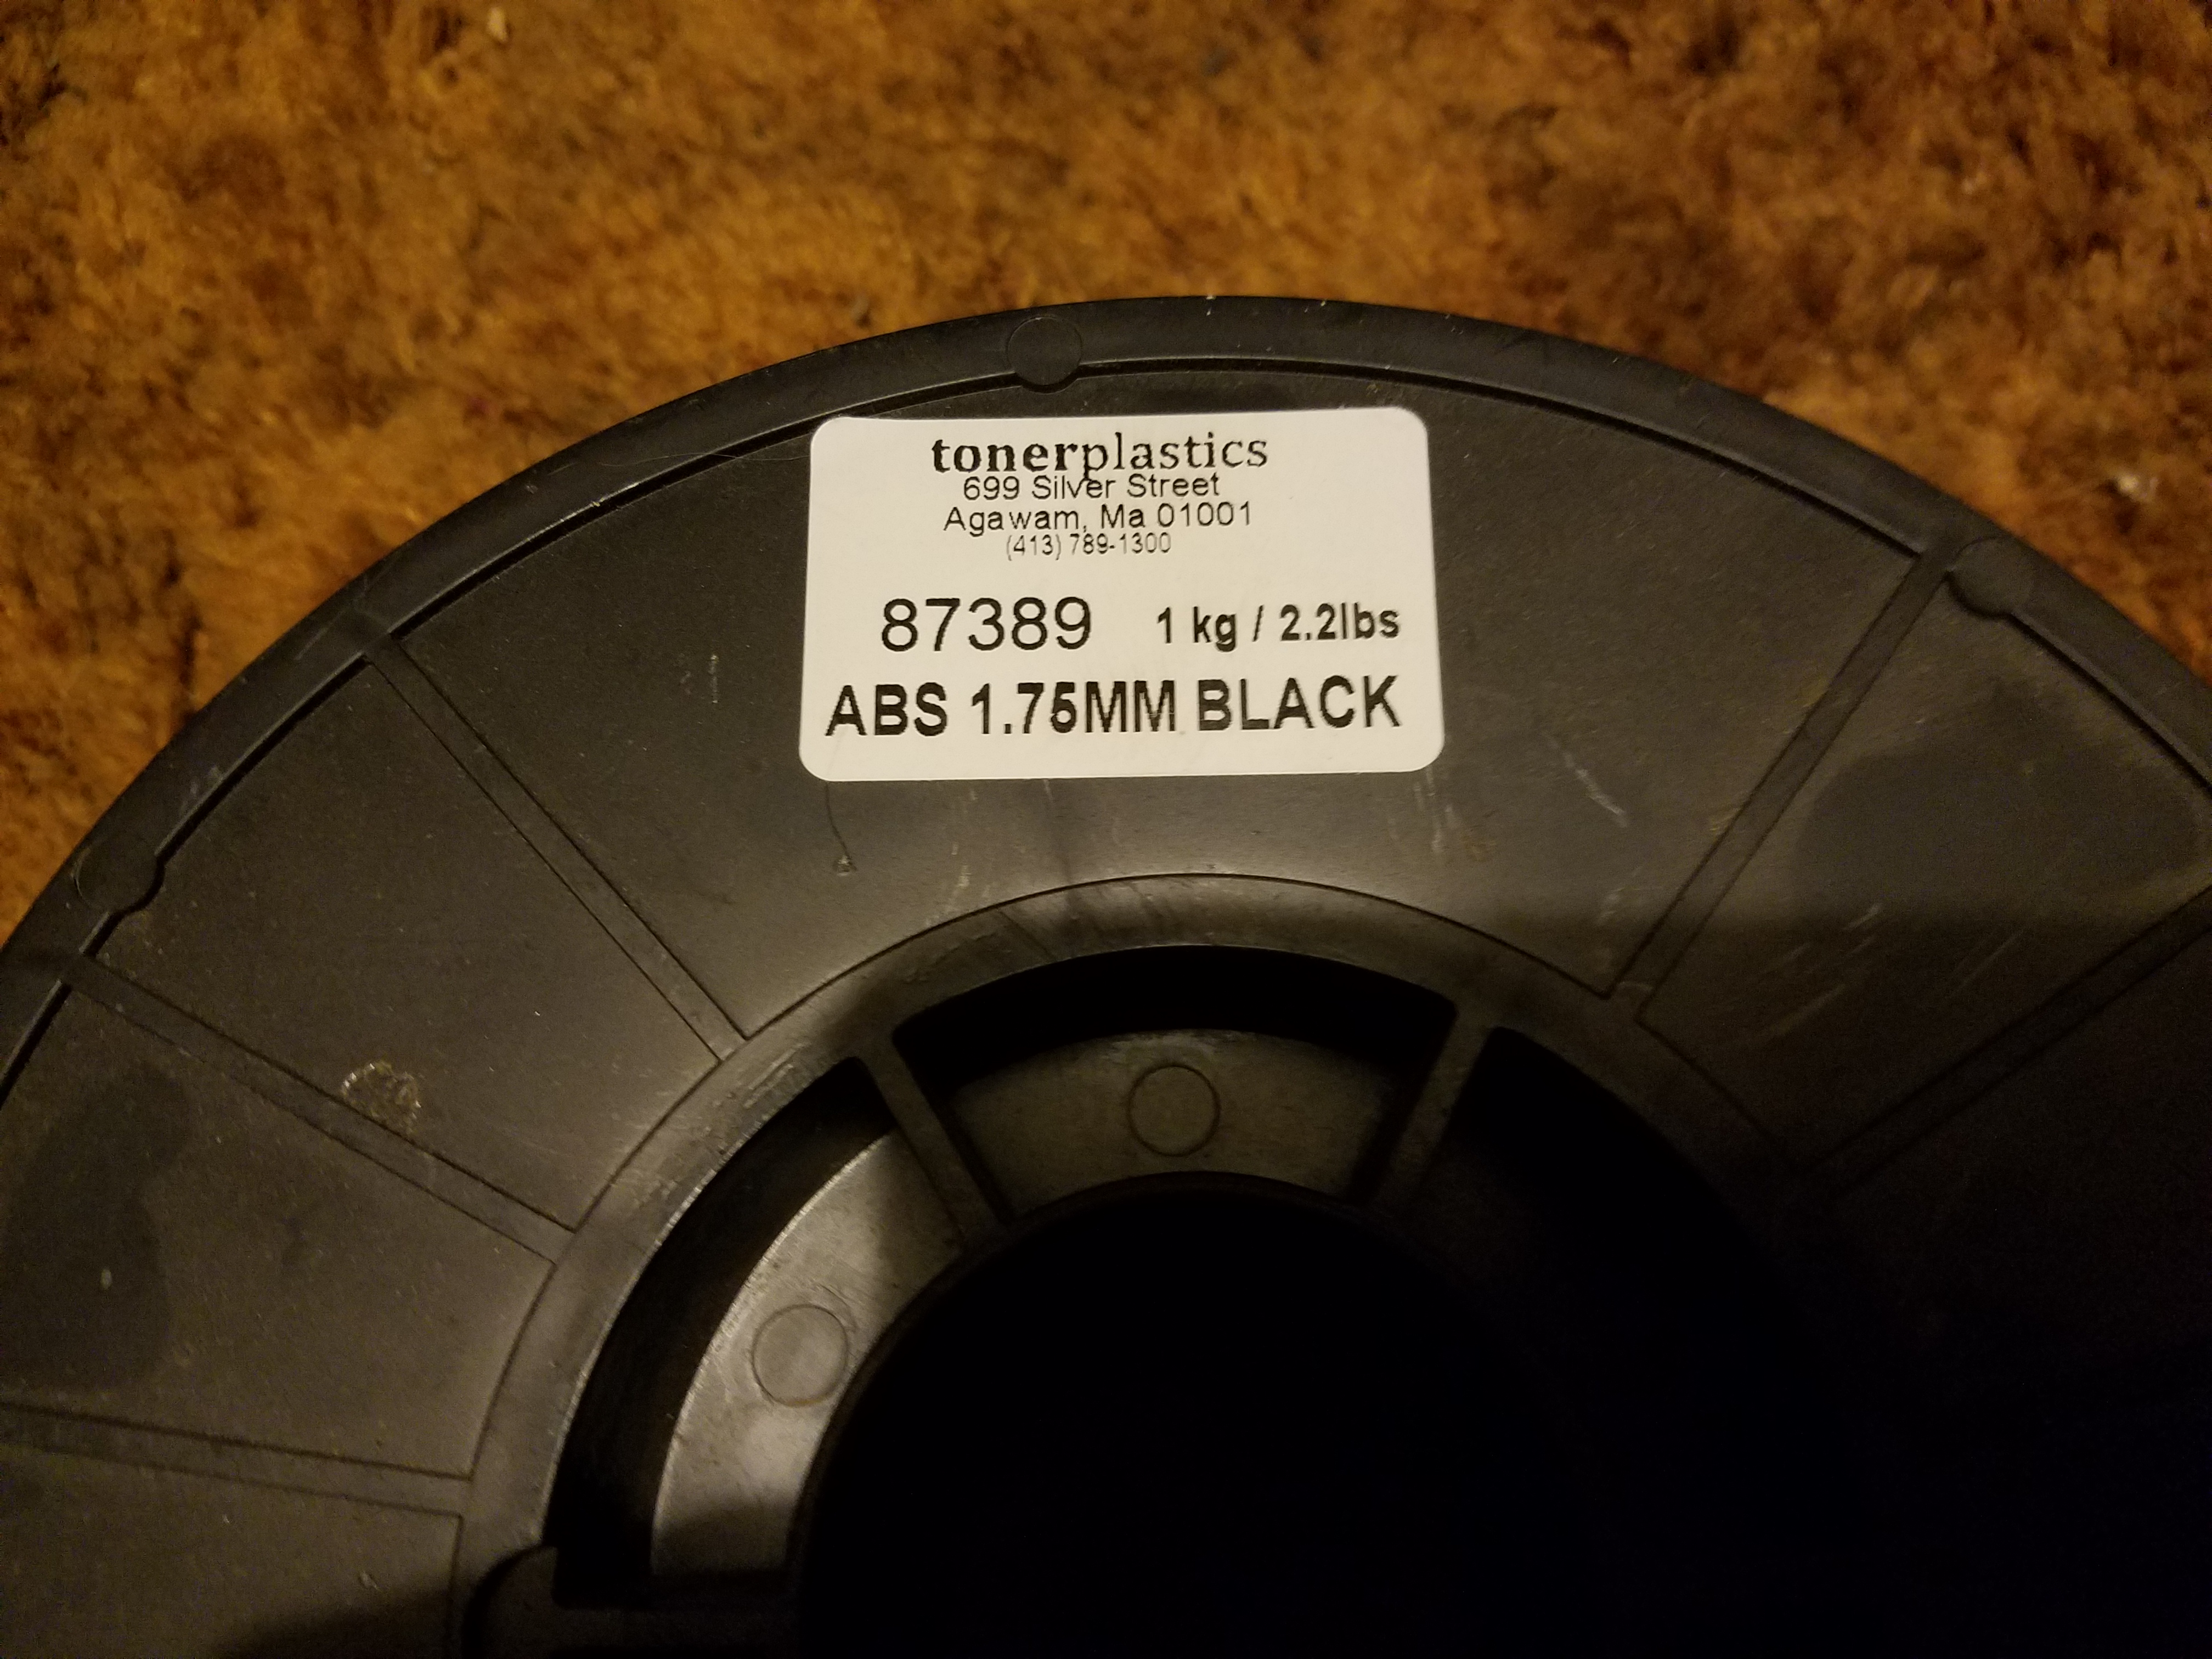 tonerplastics
699 Silver Street
Agawam, Ma 01001
(413) 789-1300
87389 1 kg / 2.2lbs
ABS 1.75MM BLACK